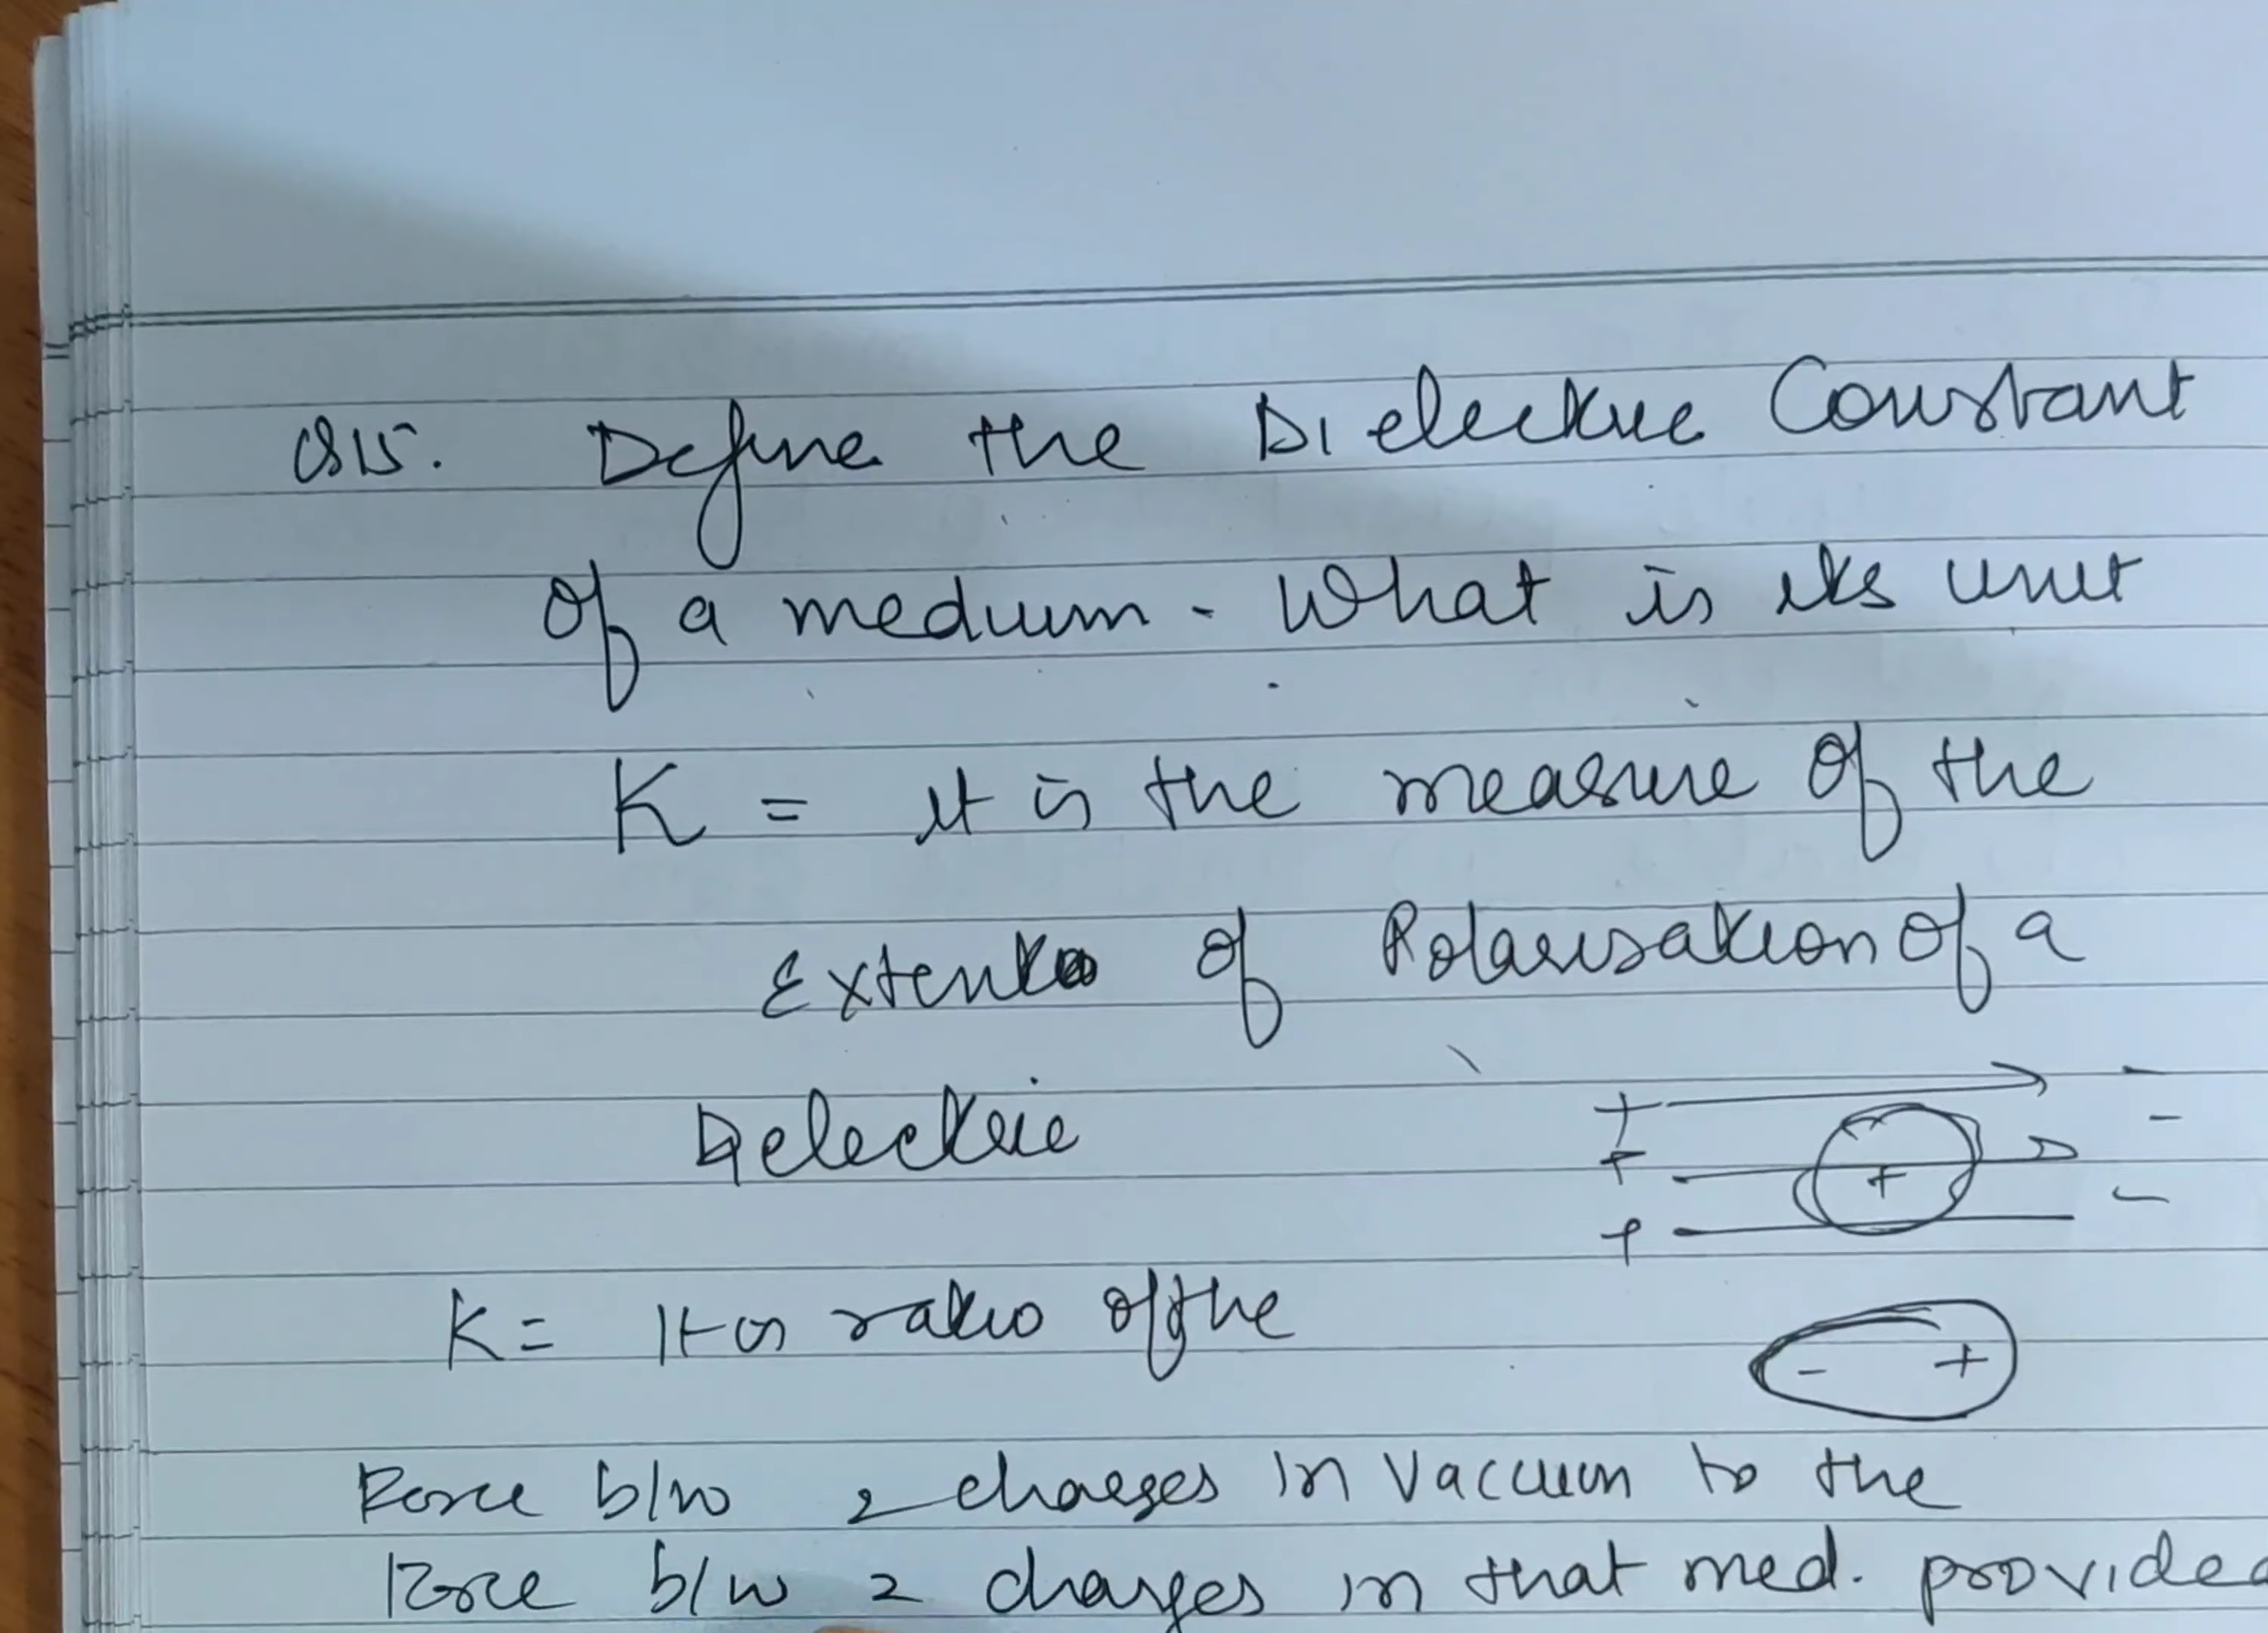 Q15. Define the Dielectric Constant
of a medium. What is its unit
K = it is the measure of the
Extent of Polarisation of a
Dielectric
+ -
+ + -
+ -
K = It is ratio of the
- +
Force b/w 2 charges in vaccum to the
Force b/w 2 charges in that med. provided